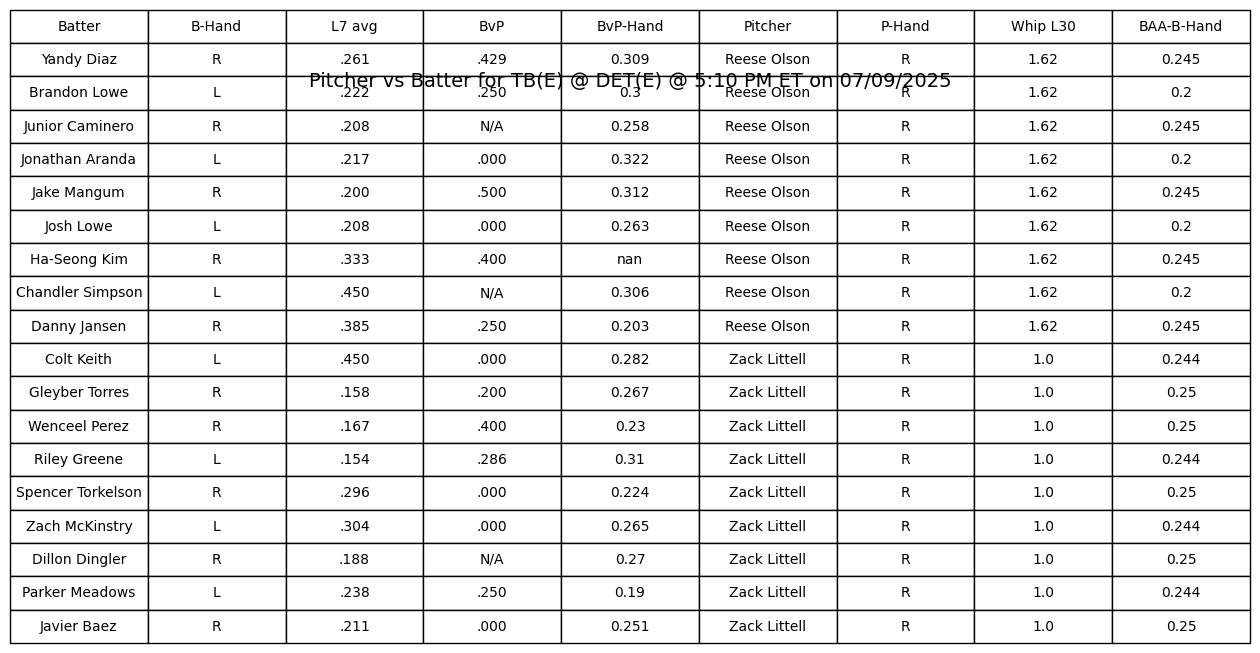 Batter B-Hand L7 avg BvP BvP-Hand Pitcher P-Hand Whip L30 BAA-B-Hand
Yandy Diaz R .261 .429 0.309 Reese Olson R 1.62 0.245
Pitcher vs Batter for TB(E) @ DET(E) @ 5:10 PM ET on 07/09/2025
Brandon Lowe L .222 .250 0.3 Reese Olson R 1.62 0.2
Junior Caminero R .208 N/A 0.258 Reese Olson R 1.62 0.245
Jonathan Aranda L .217 .000 0.322 Reese Olson R 1.62 0.2
Jake Mangum R .200 .500 0.312 Reese Olson R 1.62 0.245
Josh Lowe L .208 .000 0.263 Reese Olson R 1.62 0.2
Ha-Seong Kim R .333 .400 nan Reese Olson R 1.62 0.245
Chandler Simpson L .450 N/A 0.306 Reese Olson R 1.62 0.2
Danny Jansen R .385 .250 0.203 Reese Olson R 1.62 0.245
Colt Keith L .450 .000 0.282 Zack Littell R 1.0 0.244
Gleyber Torres R .158 .200 0.267 Zack Littell R 1.0 0.25
Wenceel Perez R .167 .400 0.23 Zack Littell R 1.0 0.25
Riley Greene L .154 .286 0.31 Zack Littell R 1.0 0.244
Spencer Torkelson R .296 .000 0.224 Zack Littell R 1.0 0.25
Zach McKinstry L .304 .000 0.265 Zack Littell R 1.0 0.244
Dillon Dingler R .188 N/A 0.27 Zack Littell R 1.0 0.25
Parker Meadows L .238 .250 0.19 Zack Littell R 1.0 0.244
Javier Baez R .211 .000 0.251 Zack Littell R 1.0 0.25